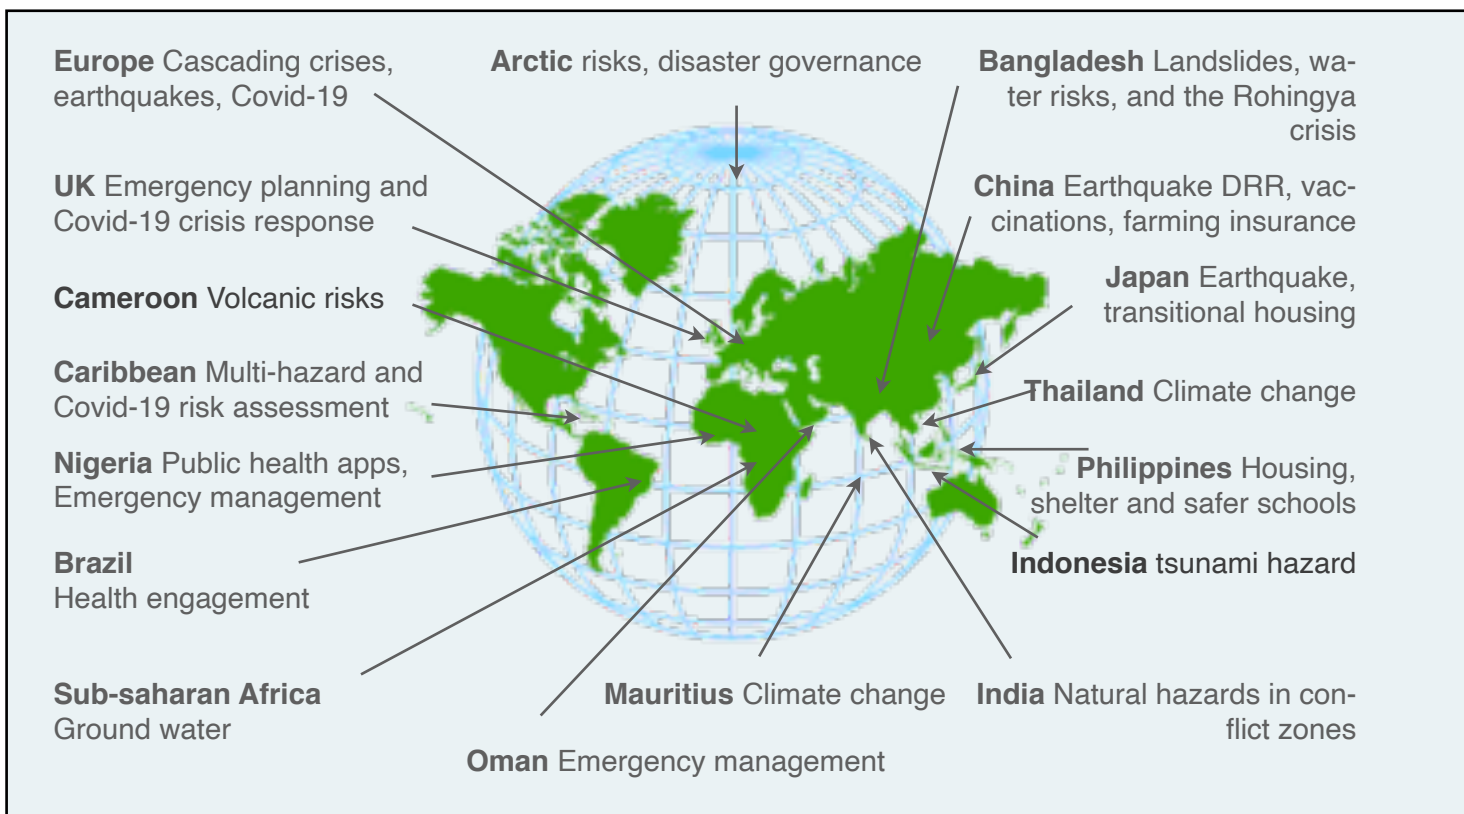 Europe Cascading crises,
earthquakes, Covid-19
Arctic risks, disaster governance
Bangladesh Landslides, wa-
ter risks, and the Rohingya
crisis
UK Emergency planning and
Covid-19 crisis response
China Earthquake DRR, vac-
cinations, farming insurance
Cameroon Volcanic risks
Japan Earthquake,
transitional housing
Caribbean Multi-hazard and
Covid-19 risk assessment
Thailand Climate change
Nigeria Public health apps,
Emergency management
Philippines Housing,
shelter and safer schools
Brazil
Health engagement
Indonesia tsunami hazard
Sub-saharan Africa
Ground water
Mauritius Climate change
India Natural hazards in con-
flict zones
Oman Emergency management